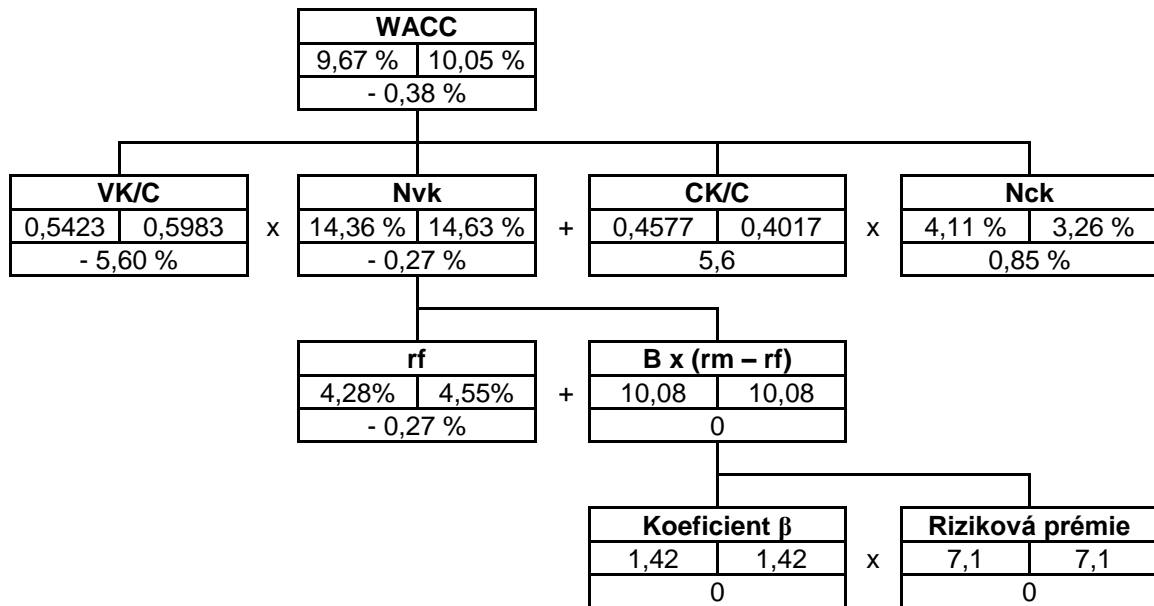 WACC
9,67 % 10,05 %
- 0,38 %
VK/C Nvk CK/C Nck
0,5423 0,5983 x 14,36 % 14,63 % + 0,4577 0,4017 x 4,11 % 3,26 %
- 5,60 % - 0,27 % 5,6 0,85 %
rf B x (rm – rf)
4,28% 4,55% + 10,08 10,08
- 0,27 % 0
Koeficient β Riziková prémie
1,42 1,42 x 7,1 7,1
0 0